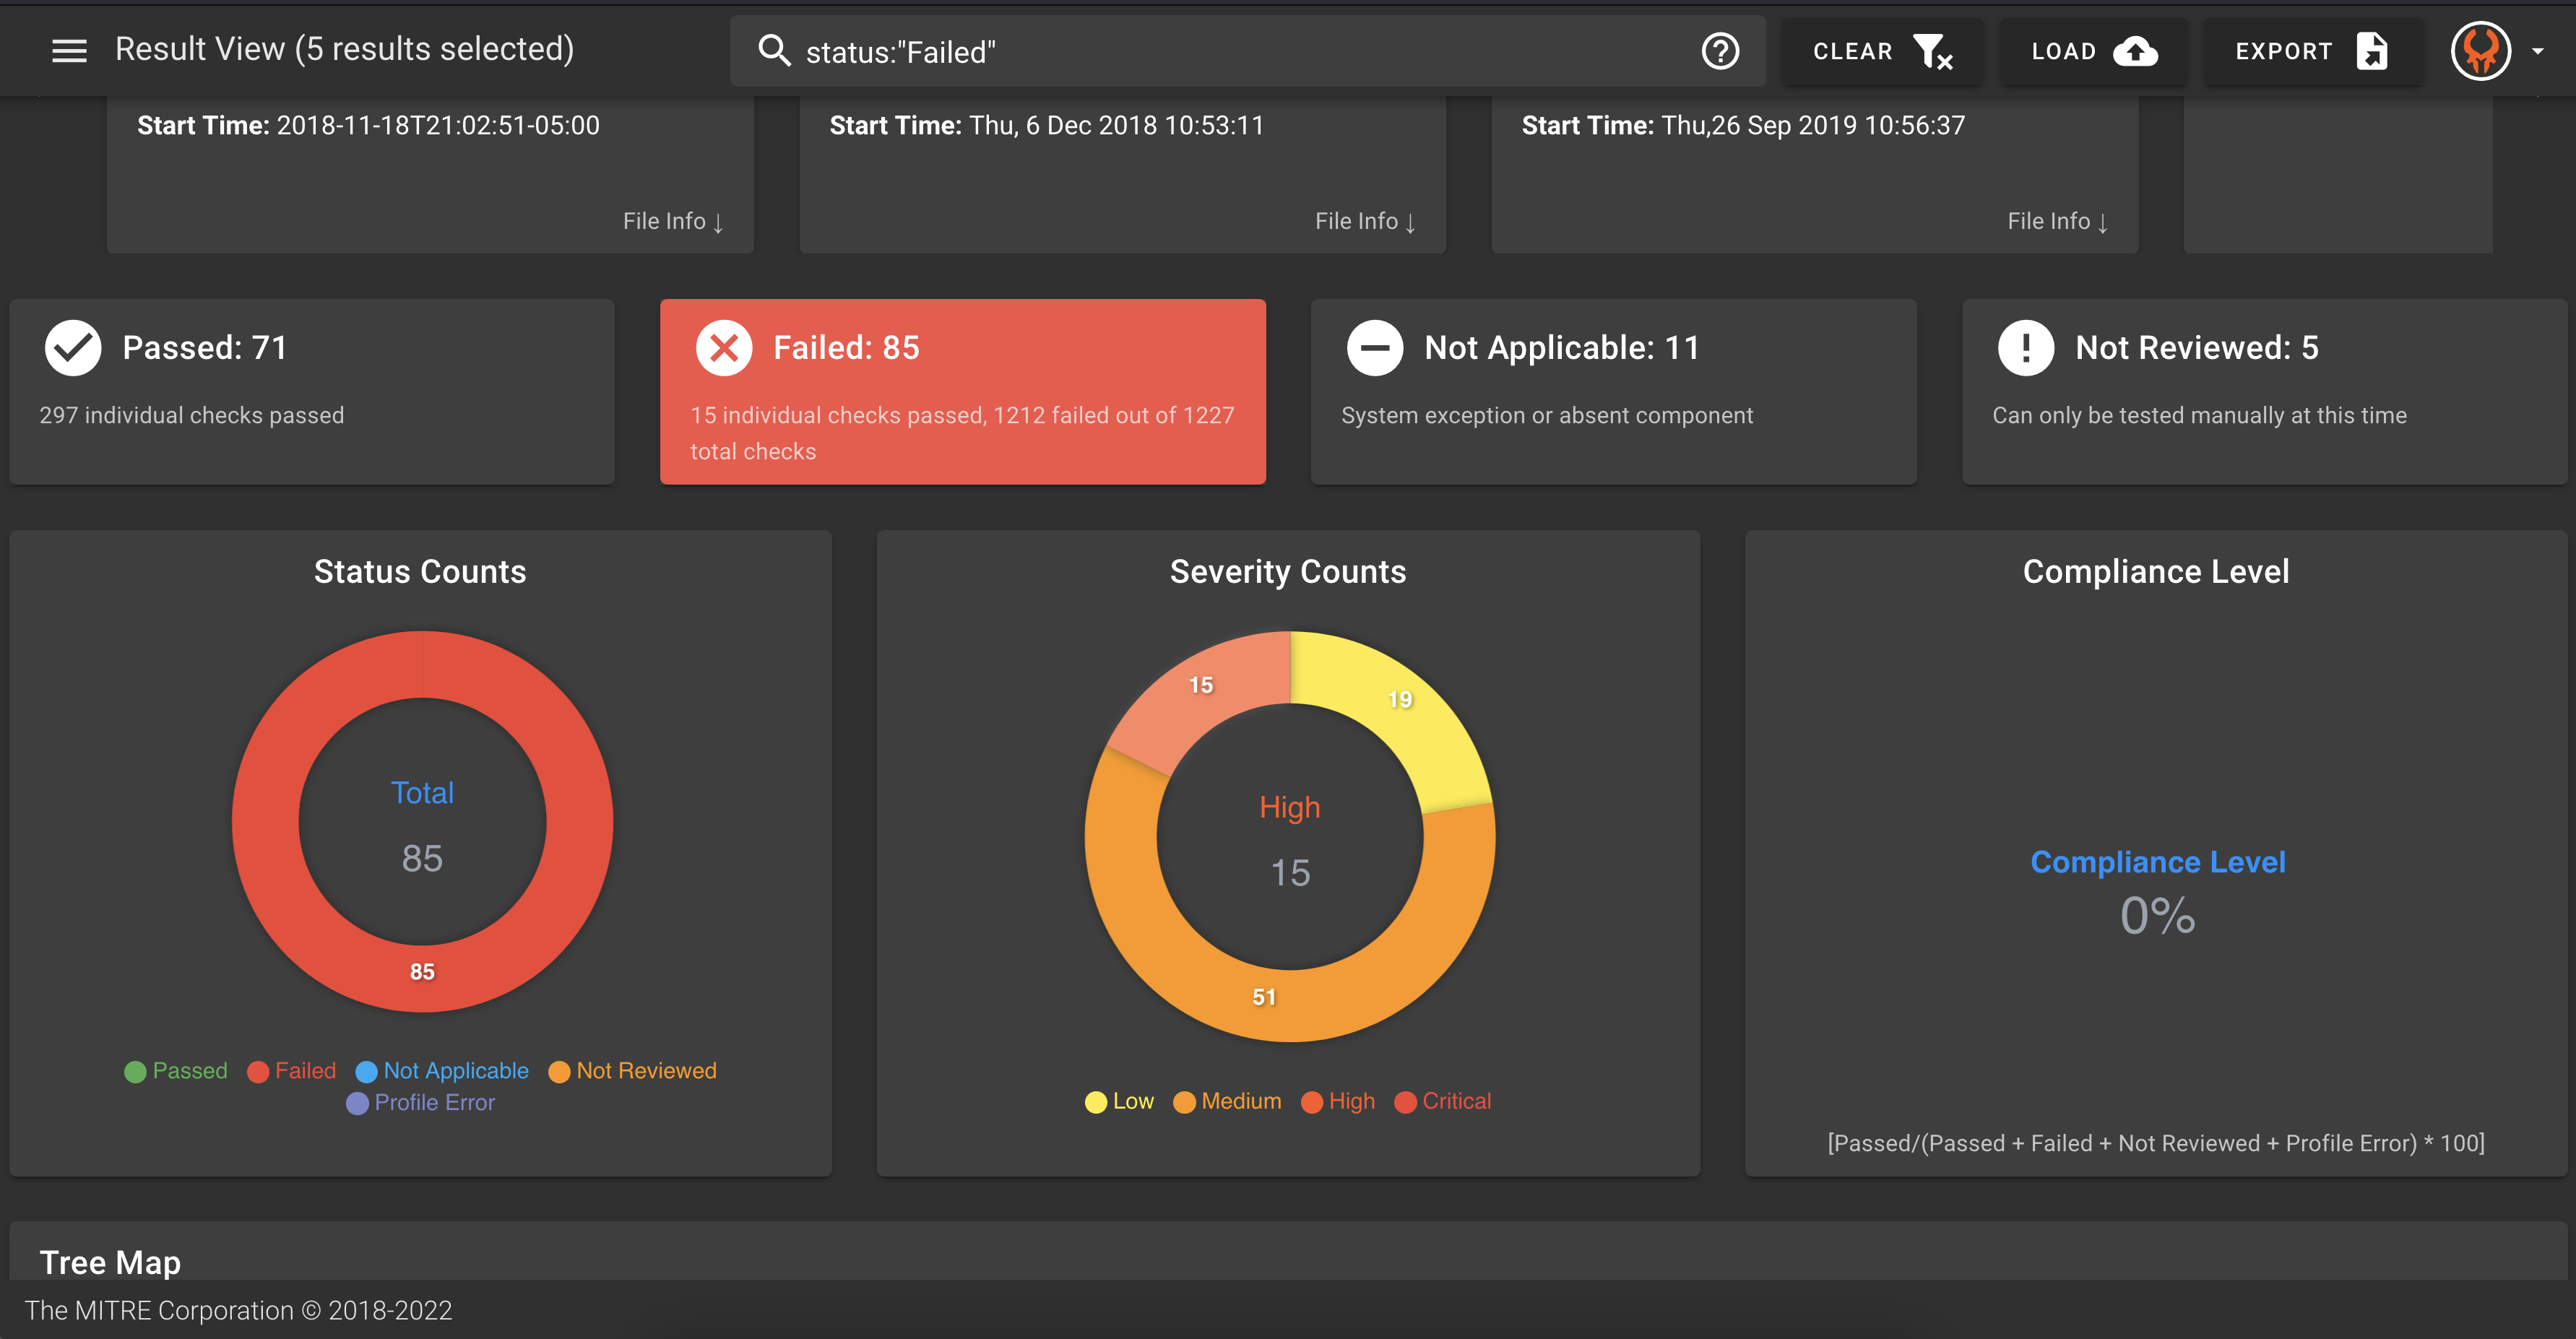 Result View (5 results selected)
status:"Failed"
CLEAR
LOAD
EXPORT
Start Time: 2018-11-18T21:02:51-05:00
File Info ↓
Start Time: Thu, 6 Dec 2018 10:53:11
File Info ↓
Start Time: Thu,26 Sep 2019 10:56:37
File Info ↓
Passed: 71
297 individual checks passed
Failed: 85
15 individual checks passed, 1212 failed out of 1227
total checks
Not Applicable: 11
System exception or absent component
Not Reviewed: 5
Can only be tested manually at this time
Status Counts
Total
85
85
Passed Failed Not Applicable Not Reviewed
Profile Error
Severity Counts
15
19
High
15
51
Low Medium High Critical
Compliance Level
Compliance Level
0%
[Passed/(Passed + Failed + Not Reviewed + Profile Error) * 100]
Tree Map
The MITRE Corporation © 2018-2022